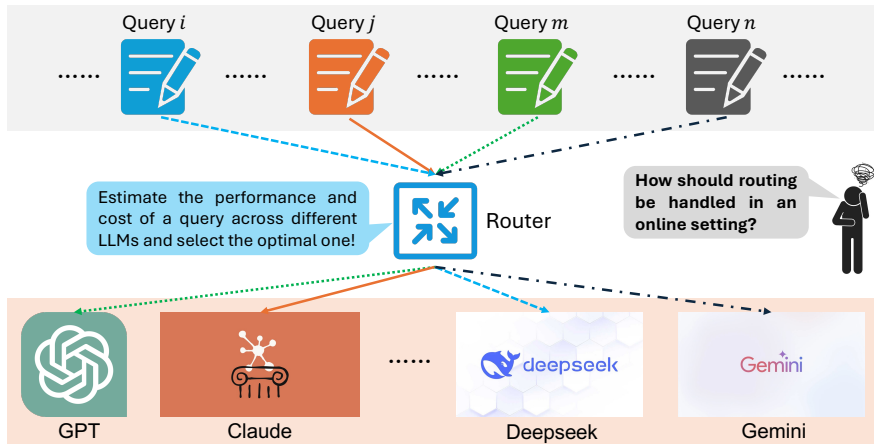 Query i
Query j
Query m
Query n
...... ...... ...... ...... ......
Estimate the performance and
cost of a query across different
LLMs and select the optimal one!
Router
How should routing
be handled in an
online setting?
......
deepseek
Gemini
GPT
Claude
Deepseek
Gemini